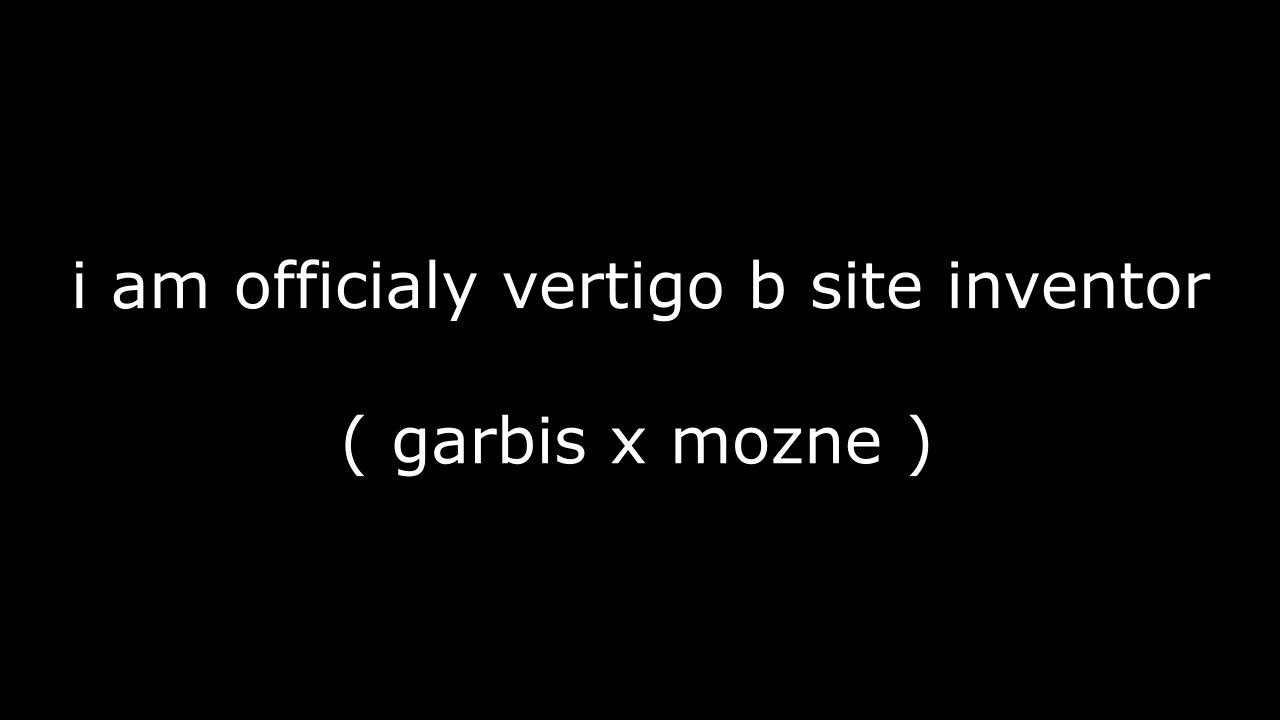 i am officialy vertigo b site inventor
( garbis x mozne )